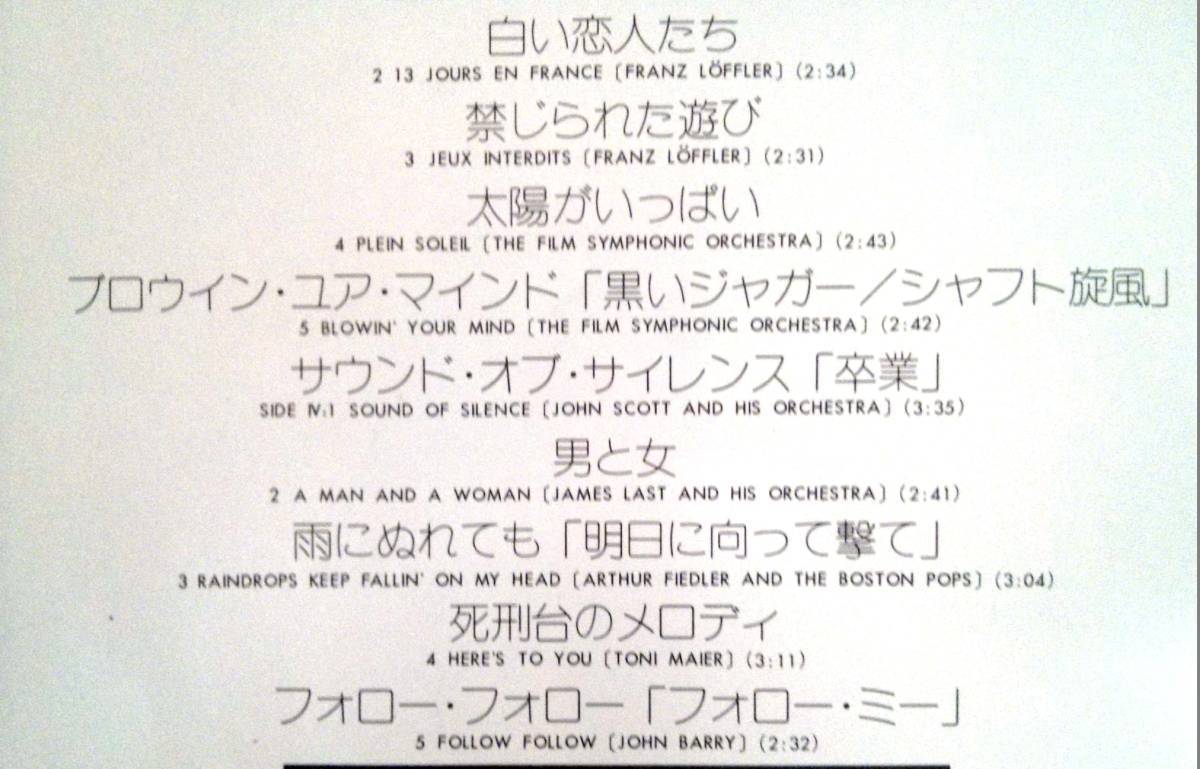 白い恋人たち
2 13 JOURS EN FRANCE (FRANZ LÖFFLER) (2:34)
禁じられた遊び
3 JEUX INTERDITS (FRANZ LÖFFLER) (2:31)
太陽がいっぱい
4 PLEIN SOLEIL (THE FILM SYMPHONIC ORCHESTRA) (2:43)
ブロウイン・ユア・マインド「黒いジャガー/シャフト旋風」
5 BLOWIN' YOUR MIND (THE FILM SYMPHONIC ORCHESTRA) (2:42)
サウンド・オブ・サイレンス「卒業」
SIDE Ⅳ:1 SOUND OF SILENCE (JOHN SCOTT AND HIS ORCHESTRA) (3:35)
男と女
2 A MAN AND A WOMAN (JAMES LAST AND HIS ORCHESTRA) (2:41)
雨にぬれても「明日に向って撃て」
3 RAINDROPS KEEP FALLIN' ON MY HEAD (ARTHUR FIEDLER AND THE BOSTON POPS) (3:04)
死刑台のメロディ
4 HERE'S TO YOU (TONI MAIER) (3:11)
フォロー・フォロー「フォロー・ミー」
5 FOLLOW FOLLOW (JOHN BARRY) (2:32)